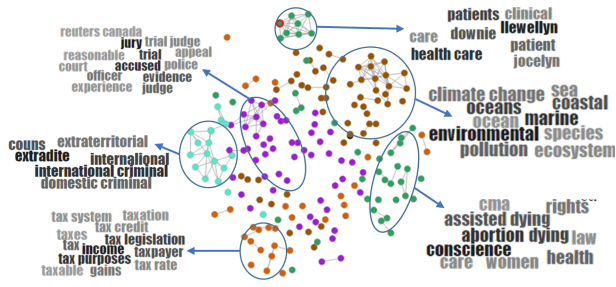 reuters canada
jury trial judge
reasonable trial appeal
court accused police
officer evidence
experience judge
patients clinical
care downie llewellyn
health care patient
jocelyn
climate change sea
oceans coastal
ocean marine
environmental species
pollution ecosystem
couns extraterritorial
extradite internalional
international criminal
domestic criminal
cma rights
assisted dying
abortion dying law
conscience
care women health
tax system taxation
tax credit
taxes tax legislation
tax income taxpayer
tax purposes
taxable gains tax rate